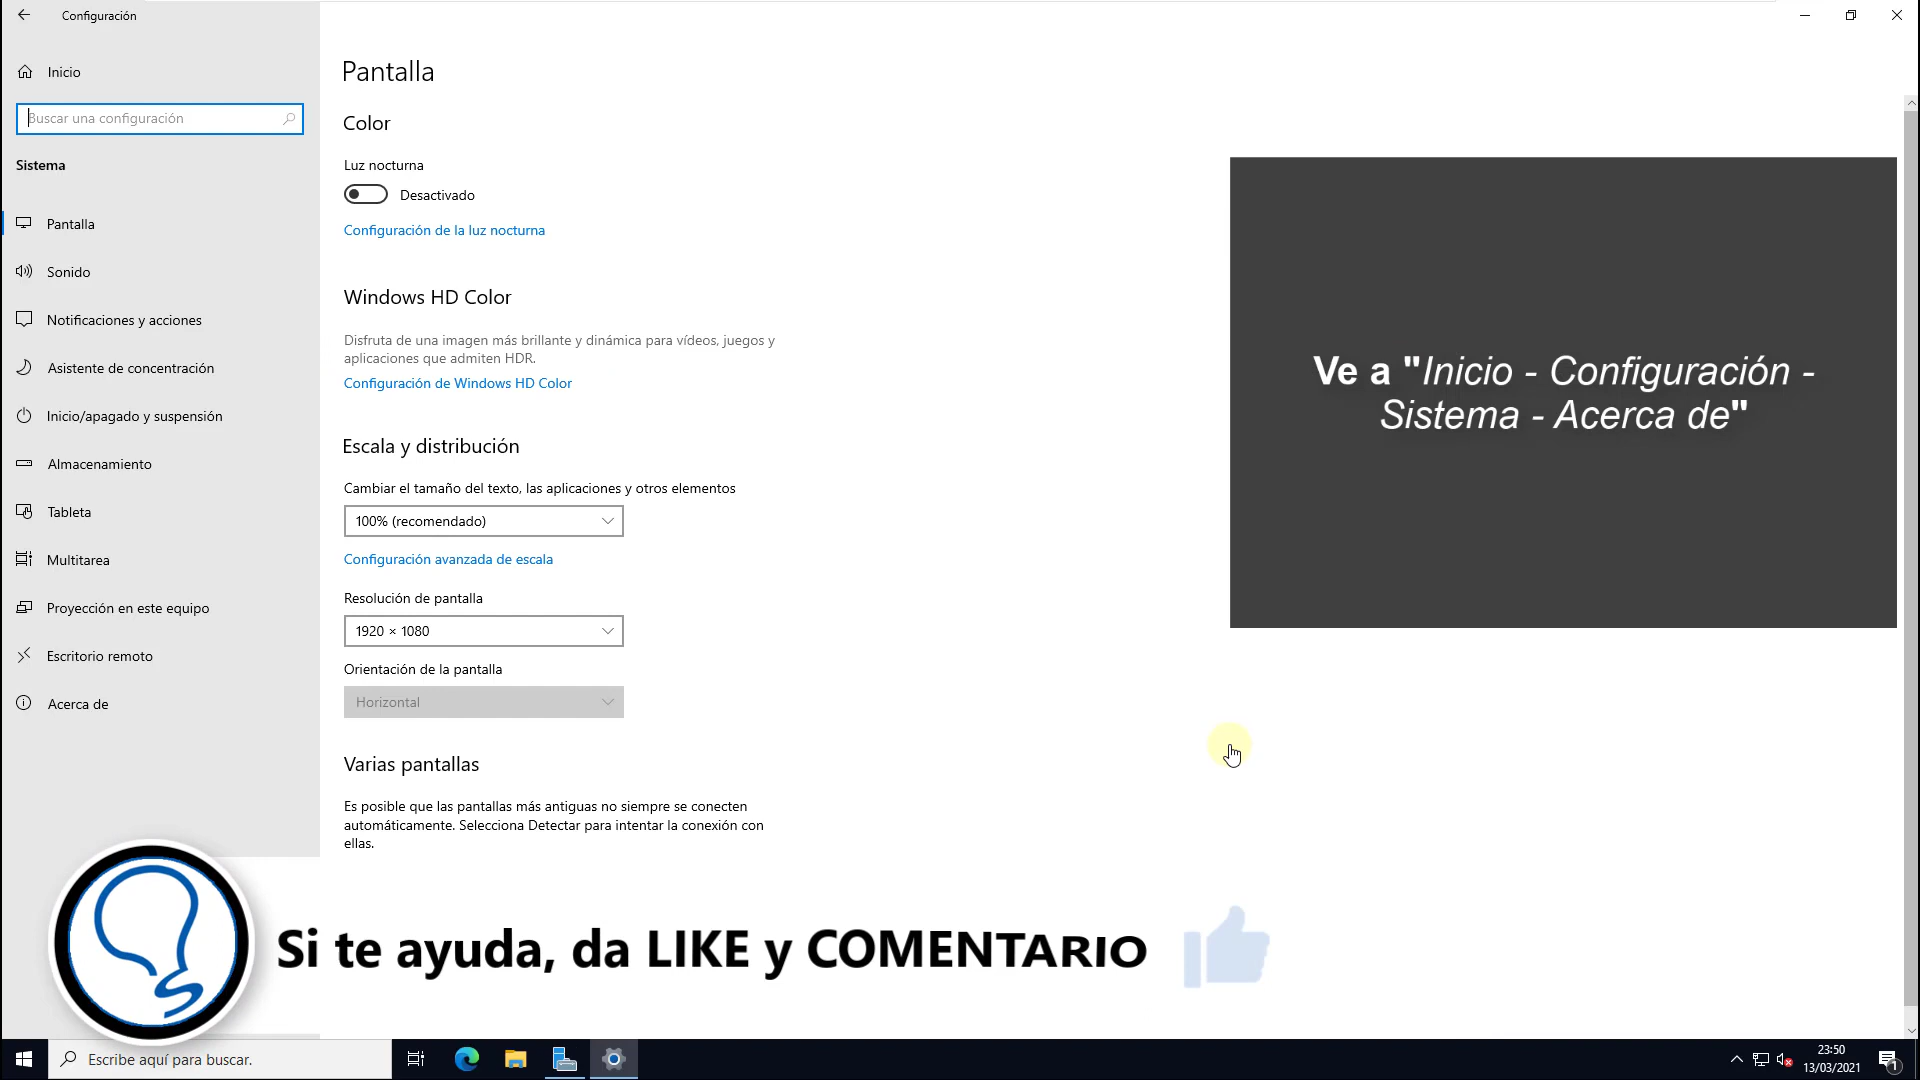 Configuración
Inicio
Buscar una configuración
Sistema
Pantalla
Sonido
Notificaciones y acciones
Asistente de concentración
Inicio/apagado y suspensión
Almacenamiento
Tableta
Multitarea
Proyección en este equipo
Escritorio remoto
Acerca de
Pantalla
Color
Luz nocturna
Desactivado
Configuración de la luz nocturna
Windows HD Color
Disfruta de una imagen más brillante y dinámica para vídeos, juegos y
aplicaciones que admiten HDR.
Configuración de Windows HD Color
Escala y distribución
Cambiar el tamaño del texto, las aplicaciones y otros elementos
100% (recomendado)
Configuración avanzada de escala
Resolución de pantalla
1920 × 1080
Orientación de la pantalla
Horizontal
Varias pantallas
Es posible que las pantallas más antiguas no siempre se conecten
automáticamente. Selecciona Detectar para intentar la conexión con
ellas.
Ve a "Inicio - Configuración -
Sistema - Acerca de"
Si te ayuda, da LIKE y COMENTARIO
Escribe aquí para buscar.
23:50
13/03/2021
1